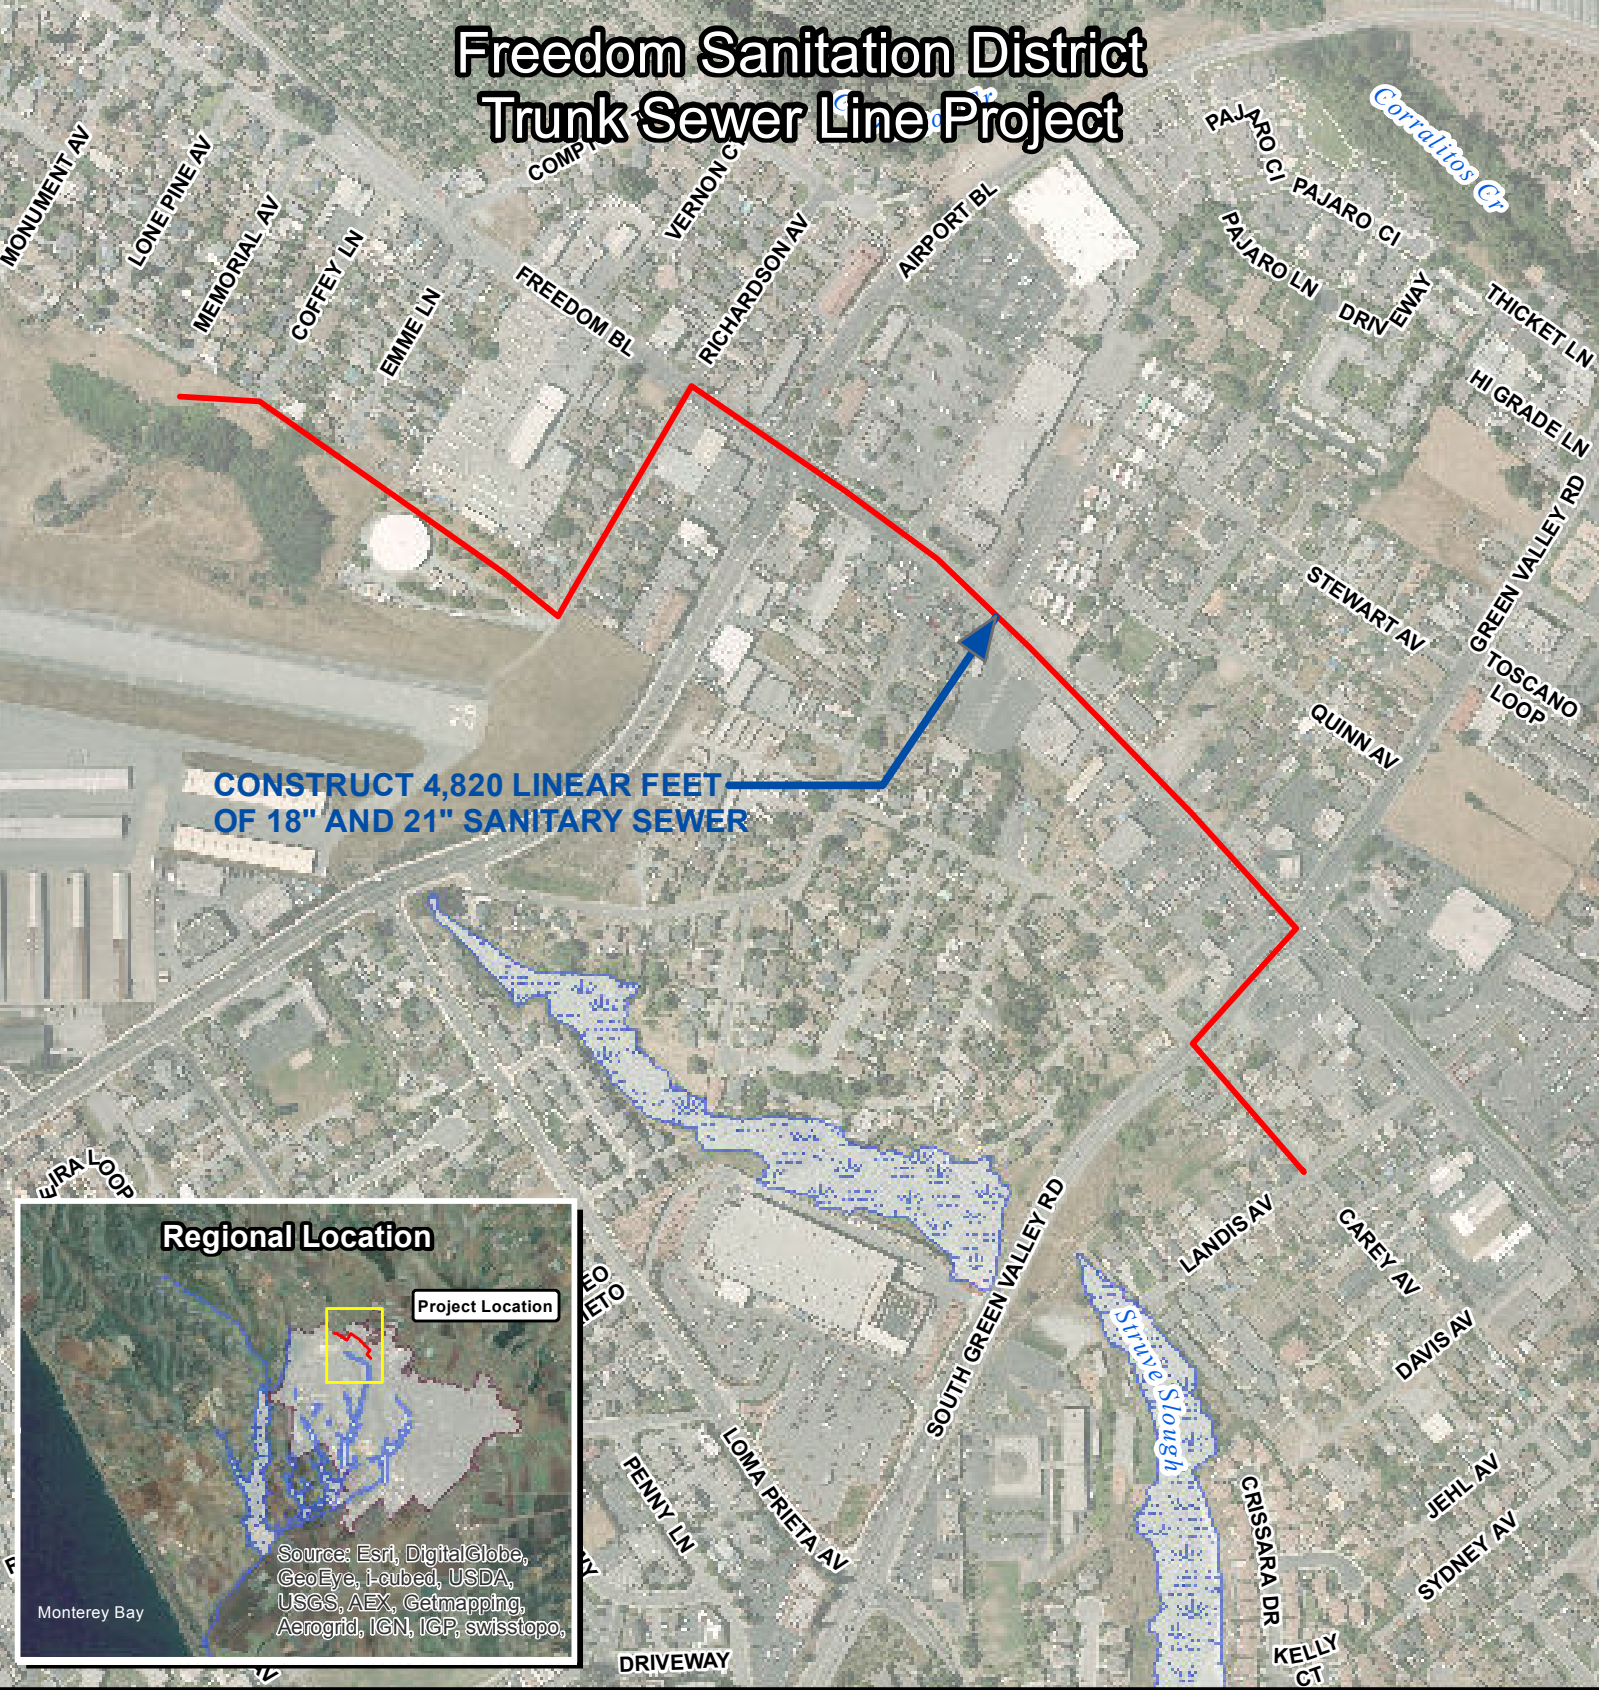 Freedom Sanitation District
Trunk Sewer Line Project
Corralitos Cr
MONUMENT AV
LONE PINE AV
MEMORIAL AV
COFFEY LN
EMME LN
FREEDOM BL
VERNON CT
RICHARDSON AV
AIRPORT BL
PAJARO CI
PAJARO CI
PAJARO LN
DRIVEWAY
THICKET LN
HI GRADE LN
GREEN VALLEY RD
STEWART AV
TOSCANO
LOOP
QUINN AV
CONSTRUCT 4,820 LINEAR FEET
OF 18" AND 21" SANITARY SEWER
LOOP
LANDIS AV
CAREY AV
DAVIS AV
SOUTH GREEN VALLEY RD
Struve Slough
LOMA PRIETA AV
PENNY LN
JEHL AV
SYDNEY AV
CRISSARA DR
KELLY
CT
DRIVEWAY
AV
Regional Location
Project Location
Monterey Bay
Source: Esri, DigitalGlobe,
GeoEye, i-cubed, USDA,
USGS, AEX, Getmapping,
Aerogrid, IGN, IGP, swisstopo,